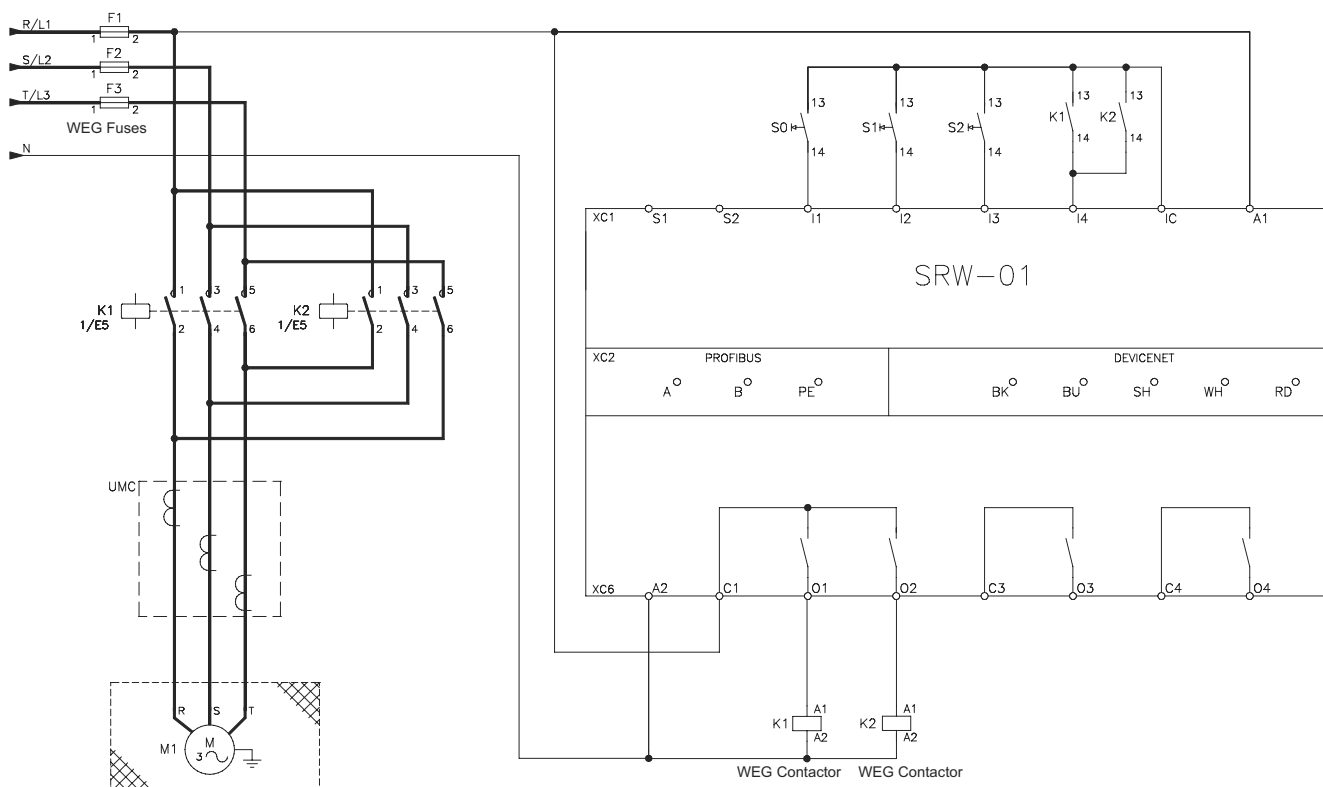 R/L1 F1
1 2
S/L2 F2
1 2
T/L3 F3
1 2
WEG Fuses
N
13 13 13 13 13
S0 S1 S2 K1 K2
14 14 14 14 14
XC1 S1 S2 I1 I2 I3 I4 IC A1
SRW-01
1 3 5 1 3 5
K1 K2
1/E5 1/E5
2 4 6 2 4 6
XC2 PROFIBUS DEVICENET
A B PE BK BU SH WH RD
UMC
XC6 A2 C1 O1 O2 C3 O3 C4 O4
R S T
M1 M
3
A1 A1
K1 K2
A2 A2
WEG Contactor WEG Contactor